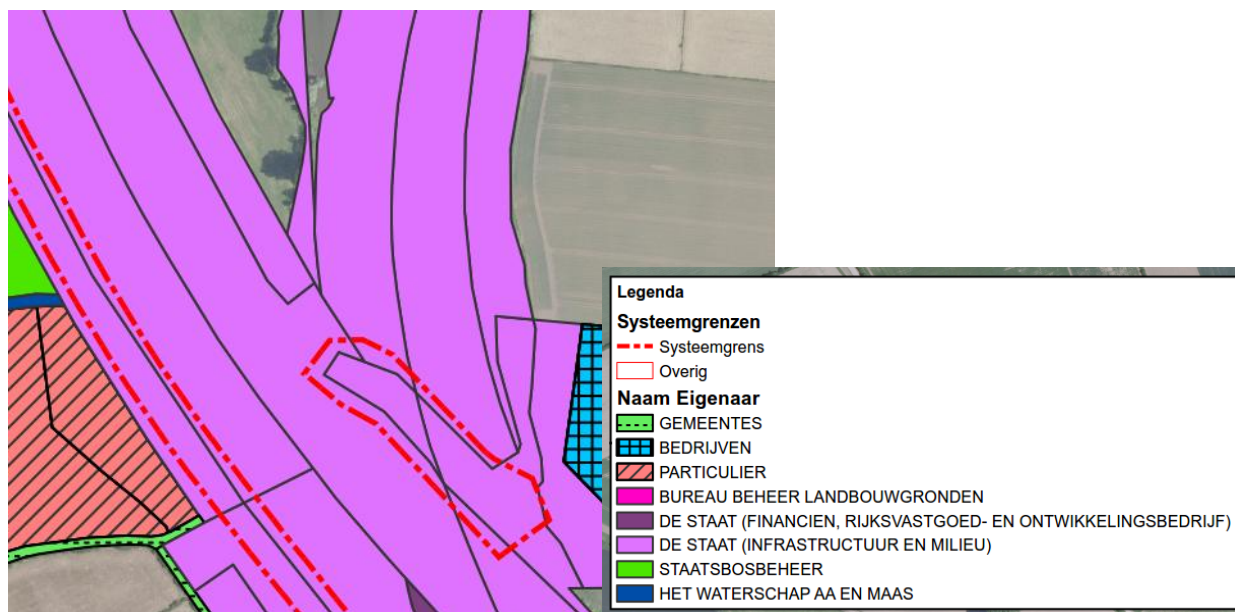 Legenda
Systeemgrenzen
Systeemgrens
Overig
Naam Eigenaar
GEMEENTES
BEDRIJVEN
PARTICULIER
BUREAU BEHEER LANDBOUWGRONDEN
DE STAAT (FINANCIEN, RIJKSVASTGOED- EN ONTWIKKELINGSBEDRIJF)
DE STAAT (INFRASTRUCTUUR EN MILIEU)
STAATSBOSBEHEER
HET WATERSCHAP AA EN MAAS